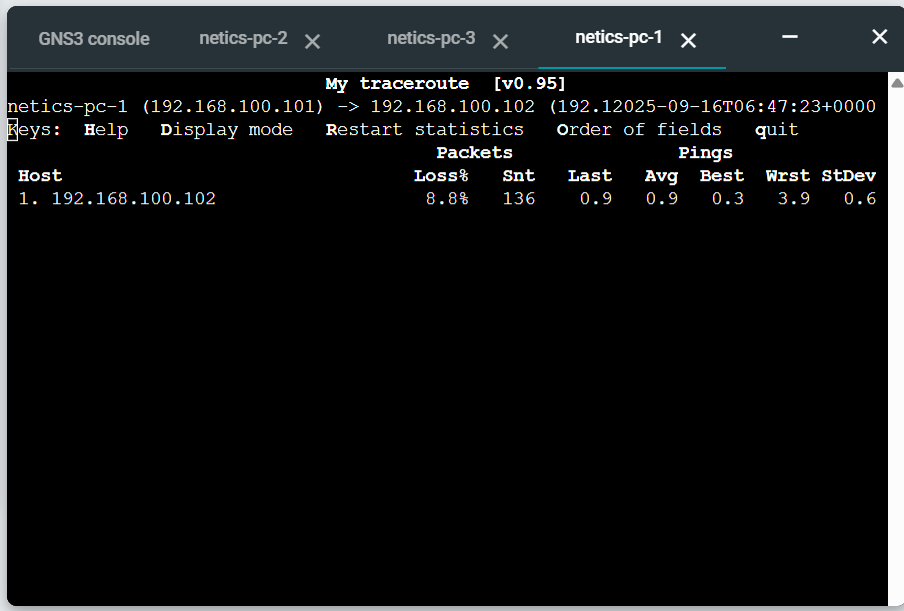 GNS3 console netics-pc-2 netics-pc-3 netics-pc-1
My traceroute [v0.95]
netics-pc-1 (192.168.100.101) -> 192.168.100.102 (192.12025-09-16T06:47:23+0000
Keys: Help Display mode Restart statistics Order of fields quit
Packets Pings
Host Loss% Snt Last Avg Best Wrst StDev
1. 192.168.100.102 8.8% 136 0.9 0.9 0.3 3.9 0.6